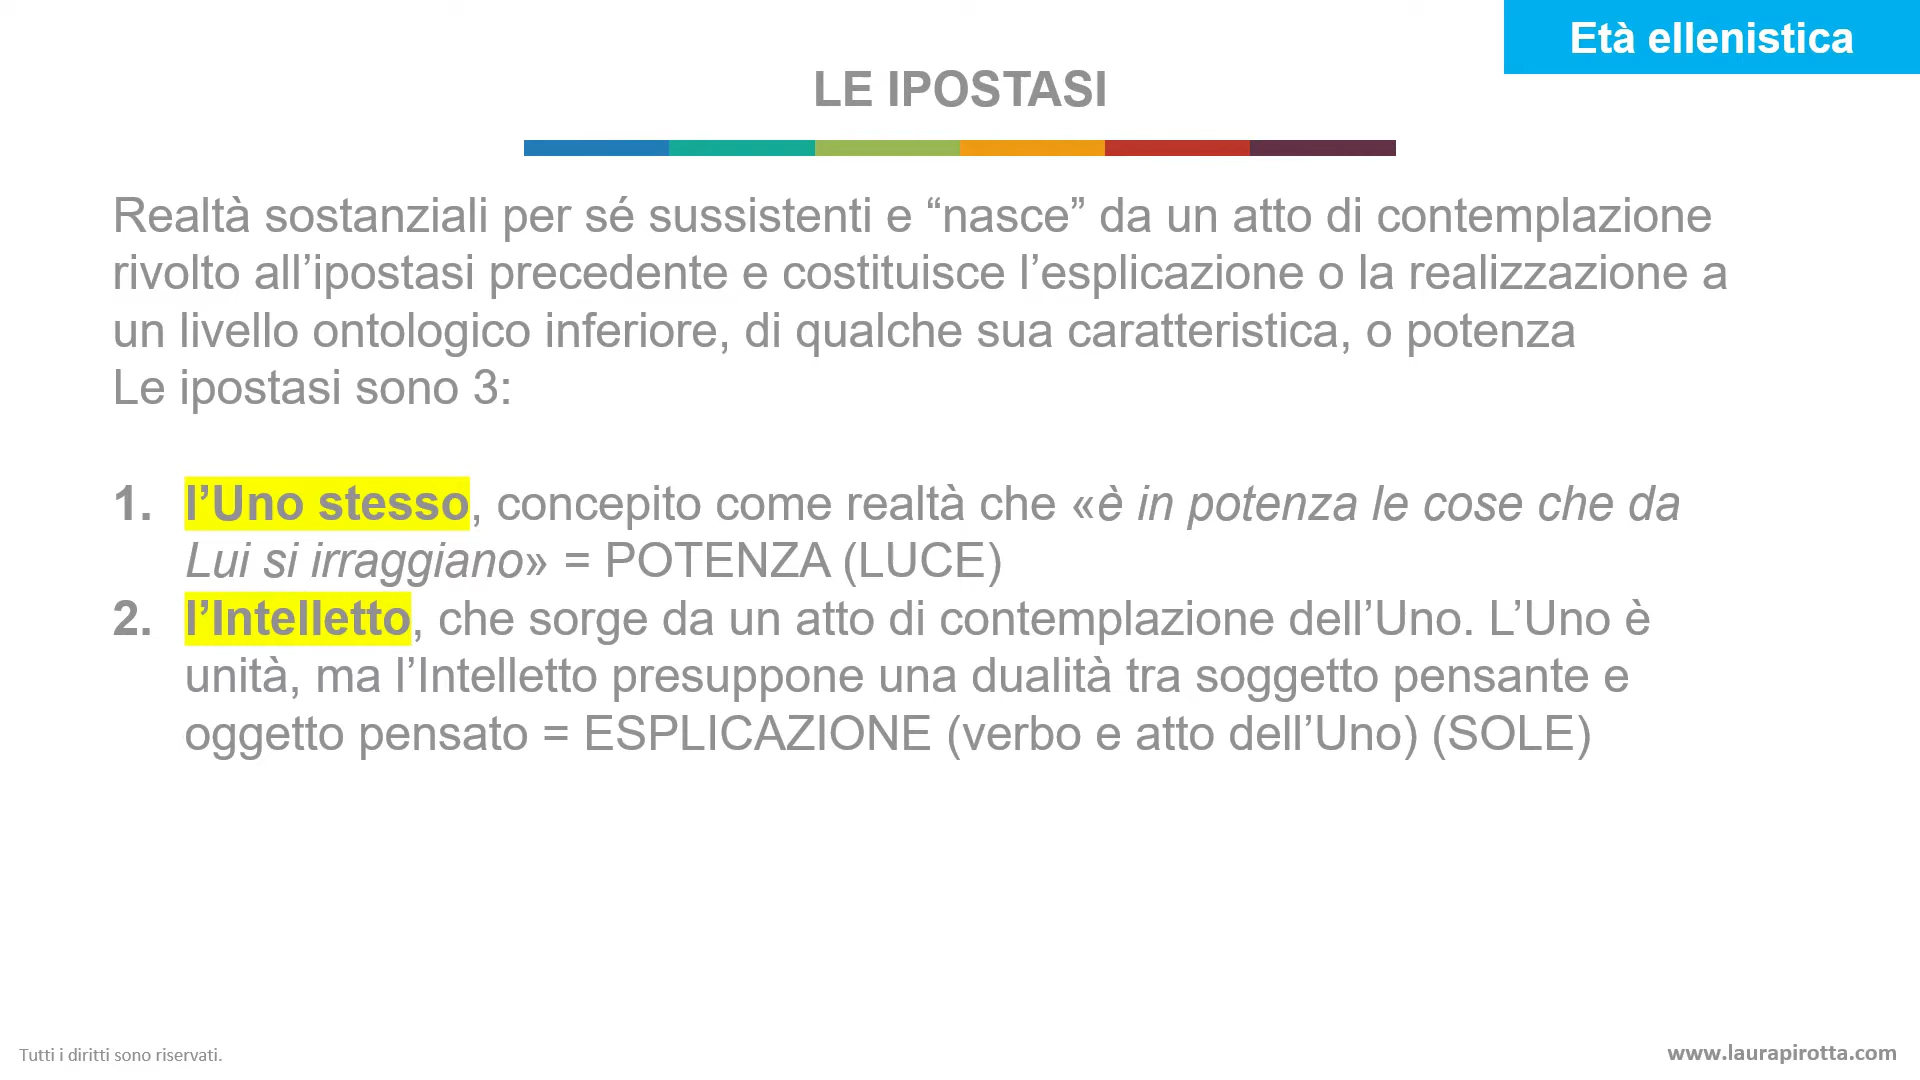 Età ellenistica
LE IPOSTASI
Realtà sostanziali per sé sussistenti e “nasce” da un atto di contemplazione
rivolto all’ipostasi precedente e costituisce l’esplicazione o la realizzazione a
un livello ontologico inferiore, di qualche sua caratteristica, o potenza
Le ipostasi sono 3:
1. l’Uno stesso, concepito come realtà che «è in potenza le cose che da
Lui si irraggiano» = POTENZA (LUCE)
2. l’Intelletto, che sorge da un atto di contemplazione dell’Uno. L’Uno è
unità, ma l’Intelletto presuppone una dualità tra soggetto pensante e
oggetto pensato = ESPLICAZIONE (verbo e atto dell’Uno) (SOLE)
Tutti i diritti sono riservati.
www.laurapirotta.com